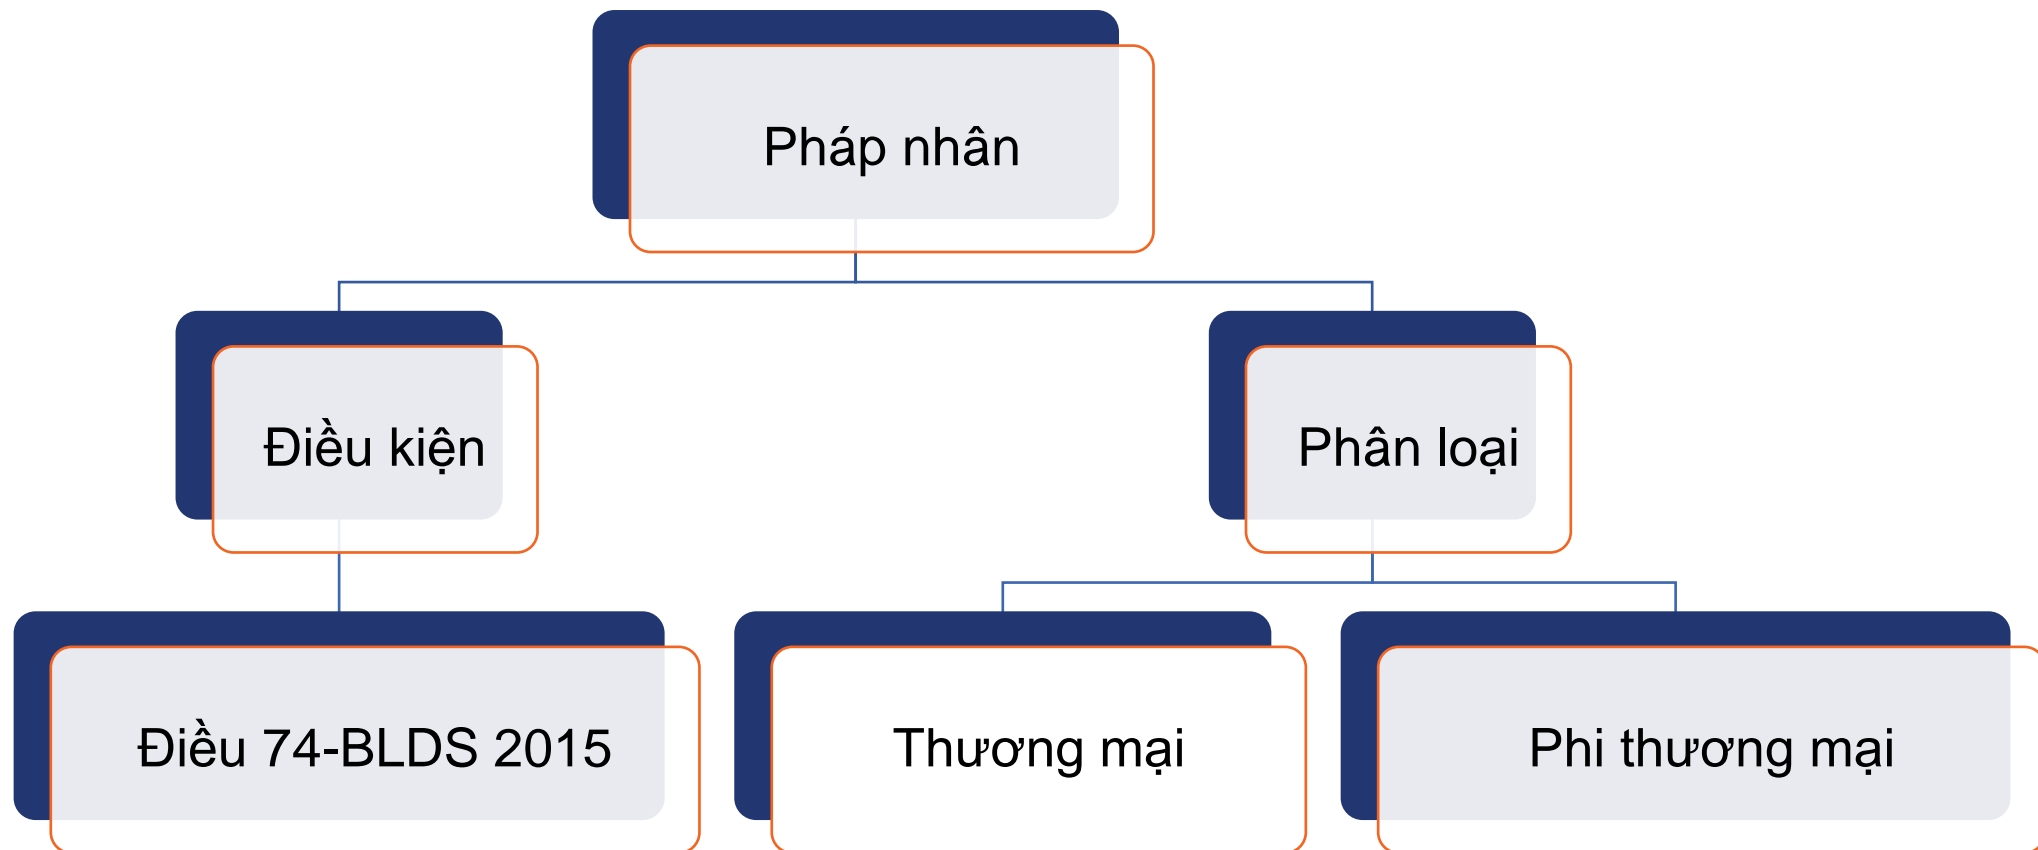 Pháp nhân
Điều kiện
Phân loại
Điều 74-BLDS 2015
Thương mại
Phi thương mại